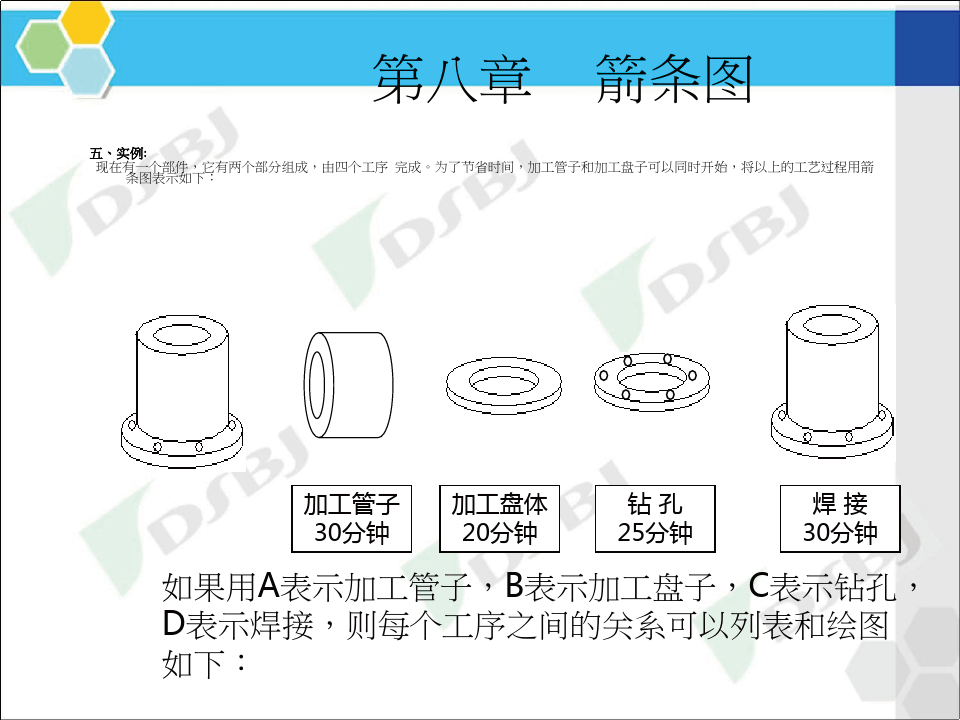 第八章 箭条图
五、实例:
现在有一个部件，它有两个部分组成，由四个工序 完成。为了节省时间，加工管子和加工盘子可以同时开始，将以上的工艺过程用箭
条图表示如下：
加工管子
30分钟
加工盘体
20分钟
钻 孔
25分钟
焊 接
30分钟
如果用A表示加工管子，B表示加工盘子，C表示钻孔，
D表示焊接，则每个工序之间的关系可以列表和绘图
如下：
DSBJ
DSBJ
DSBJ
DSBJ
DSBJ
DSBJ